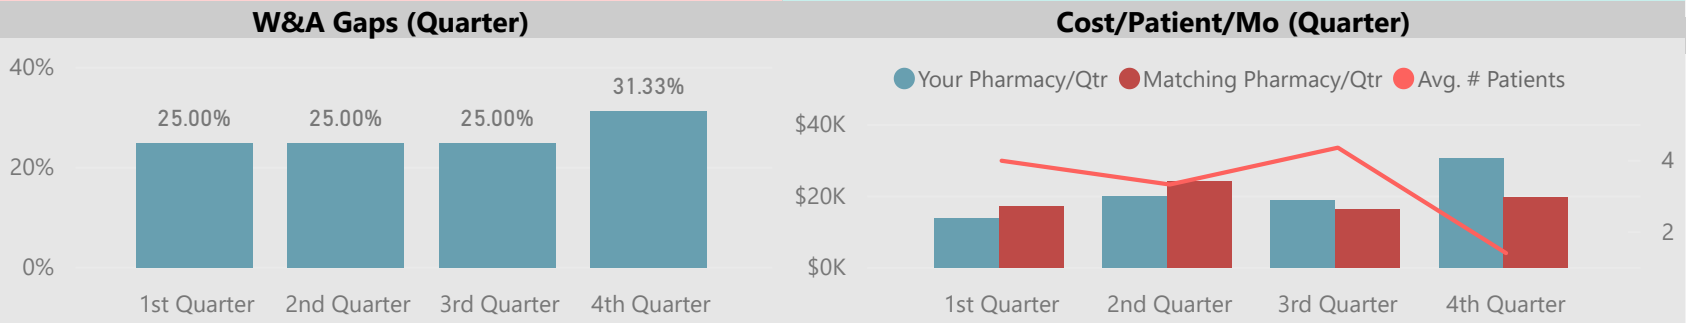 W&A Gaps (Quarter)
40%
20%
0%
25.00%
25.00%
25.00%
31.33%
1st Quarter
2nd Quarter
3rd Quarter
4th Quarter
Cost/Patient/Mo (Quarter)
Your Pharmacy/Qtr
Matching Pharmacy/Qtr
Avg. # Patients
$40K
$20K
$0K
4
2
1st Quarter
2nd Quarter
3rd Quarter
4th Quarter